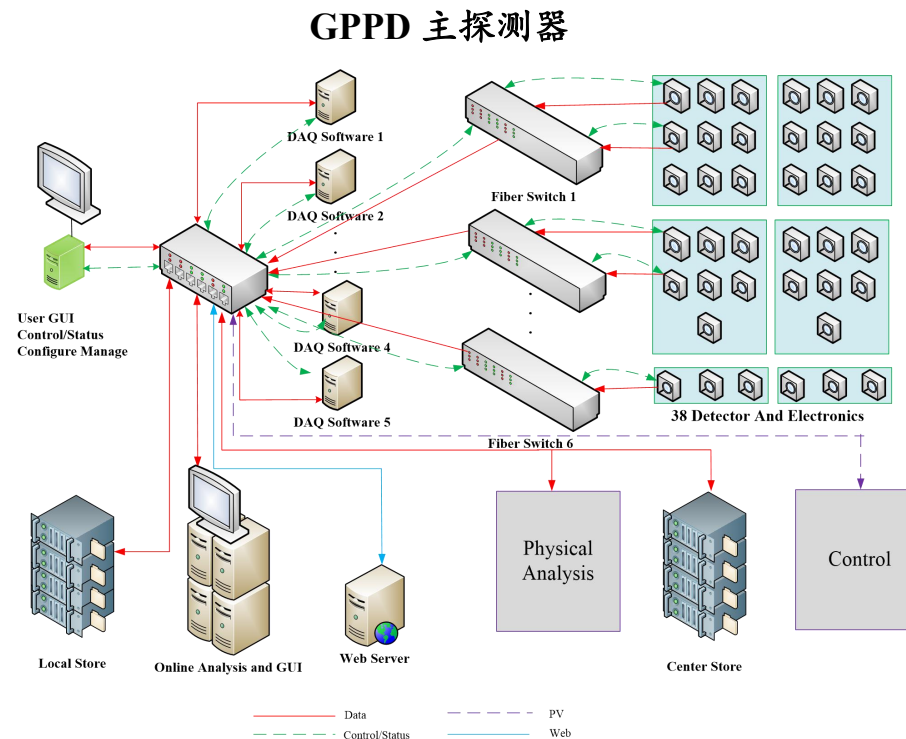 GPPD 主探测器
DAQ Software 1
DAQ Software 2
Fiber Switch 1
User GUI
Control/Status
Configure Manage
DAQ Software 4
DAQ Software 5
38 Detector And Electronics
Fiber Switch 6
Physical
Analysis
Control
Local Store
Online Analysis and GUI
Web Server
Center Store
Data
PV
Control/Status
Web